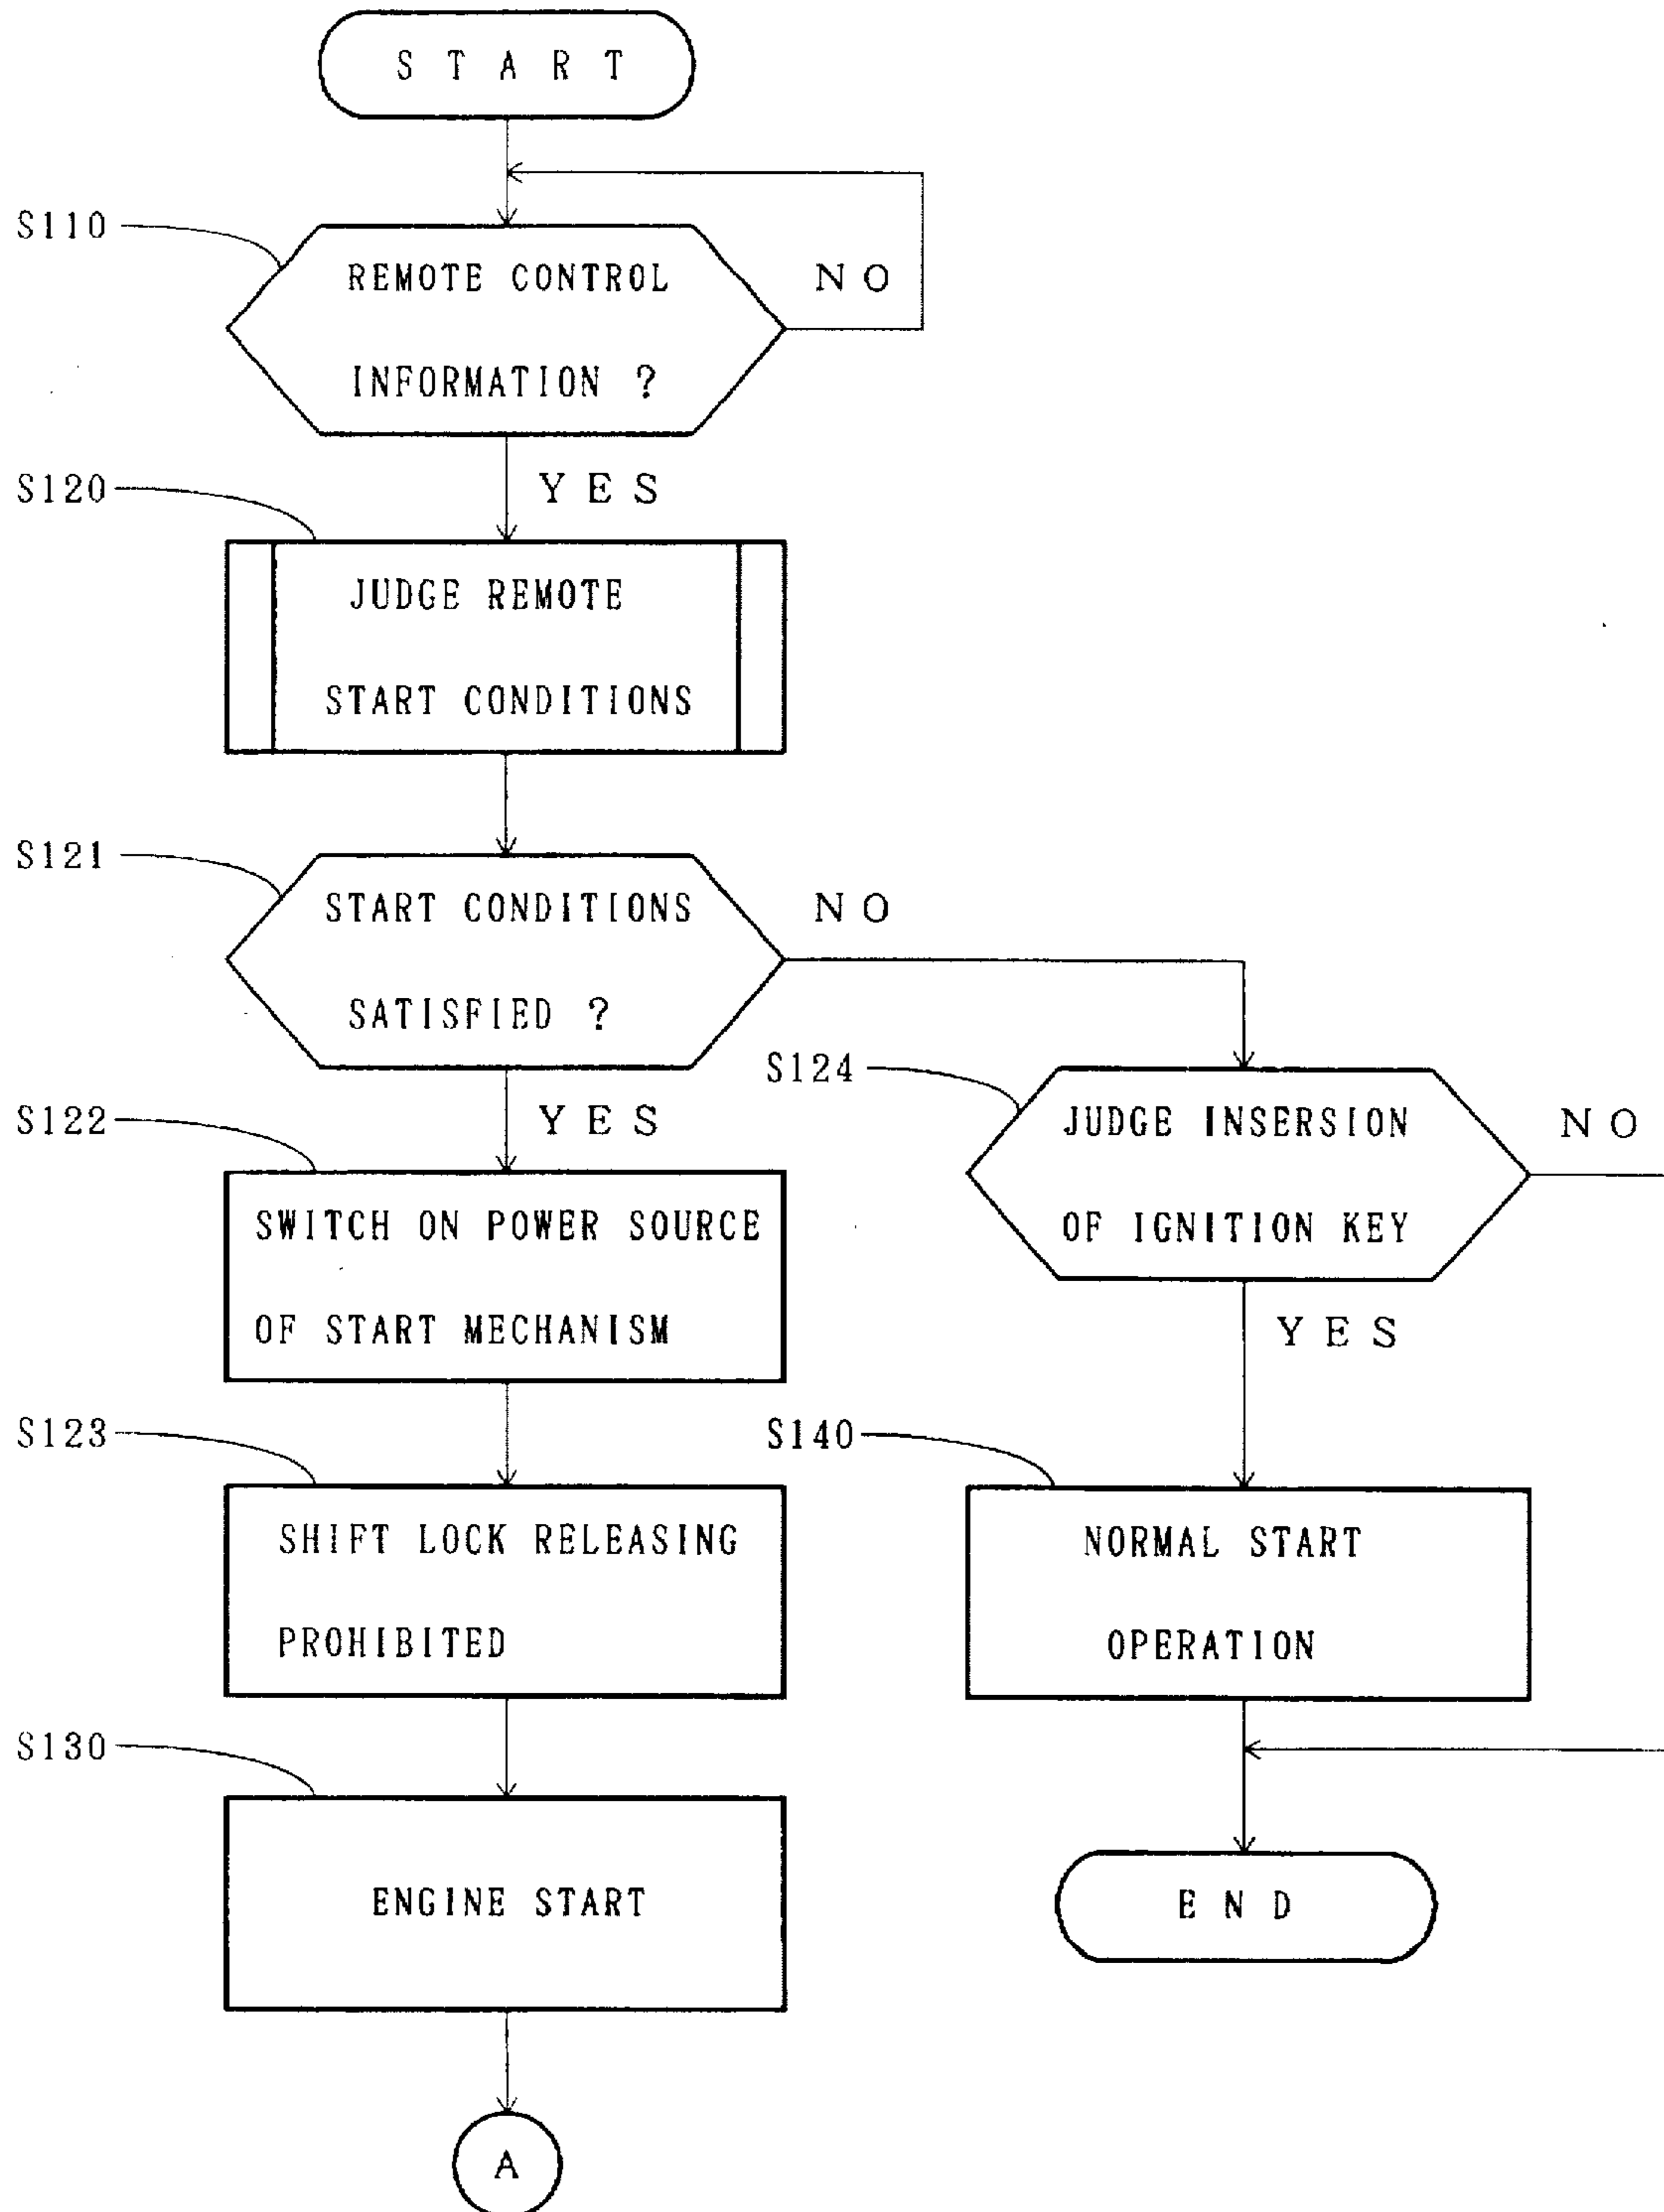 START
S110
REMOTE CONTROL
INFORMATION ?
NO
YES
S120
JUDGE REMOTE
START CONDITIONS
S121
START CONDITIONS
SATISFIED ?
NO
YES
S122
SWITCH ON POWER SOURCE
OF START MECHANISM
S124
JUDGE INSERSION
OF IGNITION KEY
NO
YES
S123
SHIFT LOCK RELEASING
PROHIBITED
S140
NORMAL START
OPERATION
S130
ENGINE START
END
A